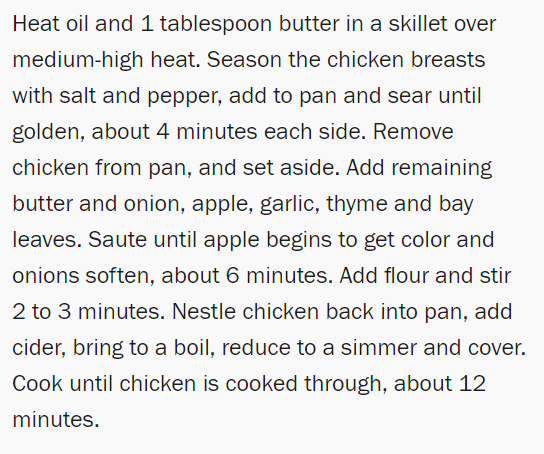 Heat oil and 1 tablespoon butter in a skillet over
medium-high heat. Season the chicken breasts
with salt and pepper, add to pan and sear until
golden, about 4 minutes each side. Remove
chicken from pan, and set aside. Add remaining
butter and onion, apple, garlic, thyme and bay
leaves. Saute until apple begins to get color and
onions soften, about 6 minutes. Add flour and stir
2 to 3 minutes. Nestle chicken back into pan, add
cider, bring to a boil, reduce to a simmer and cover.
Cook until chicken is cooked through, about 12
minutes.